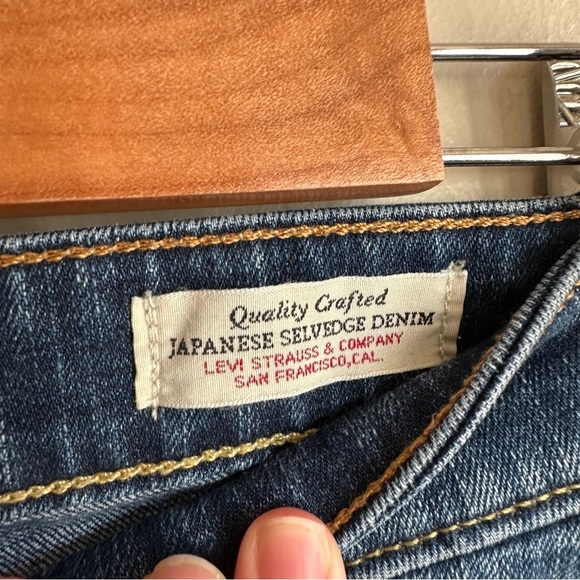 Quality Crafted
JAPANESE SELVEDGE DENIM
LEVI STRAUSS & COMPANY
SAN FRANCISCO, CAL.